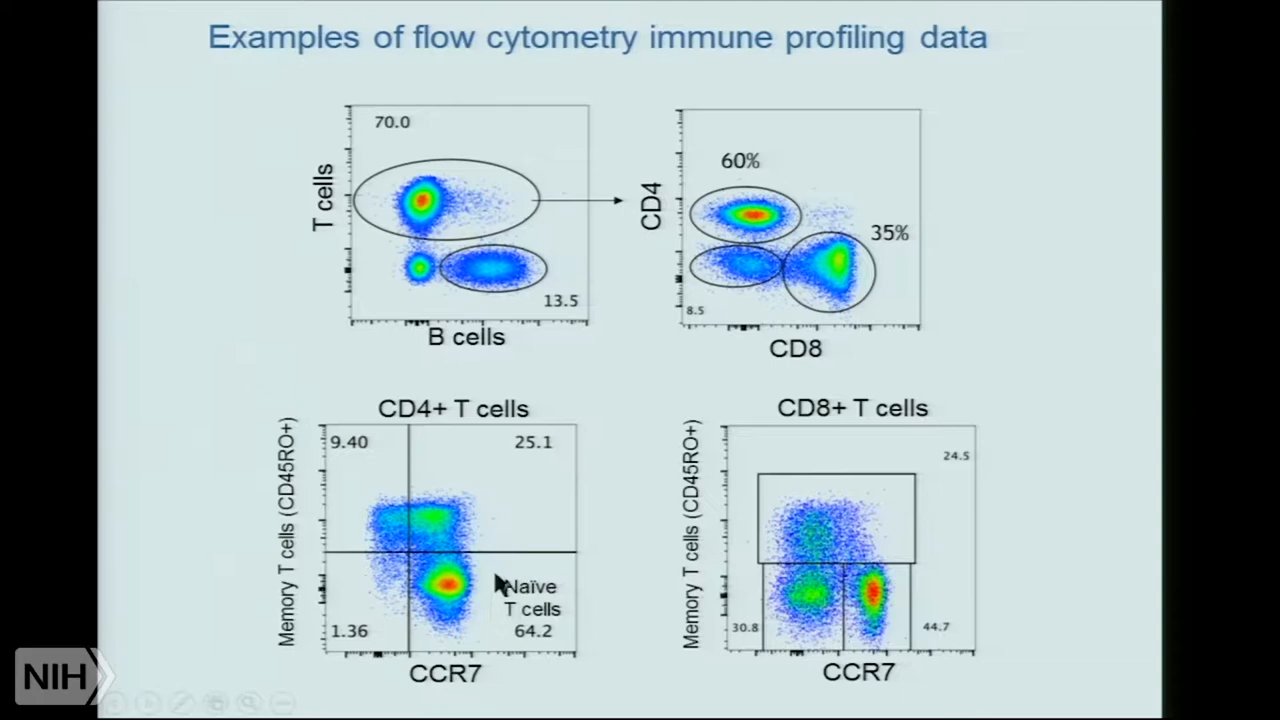 Examples of flow cytometry immune profiling data
70.0
T cells
13.5
B cells
60%
CD4
35%
8.5
CD8
CD4+ T cells
9.40
25.1
Memory T cells (CD45RO+)
Naïve
T cells
1.36
64.2
CCR7
CD8+ T cells
24.5
Memory T cells (CD45RO+)
30.8
44.7
CCR7
NIH